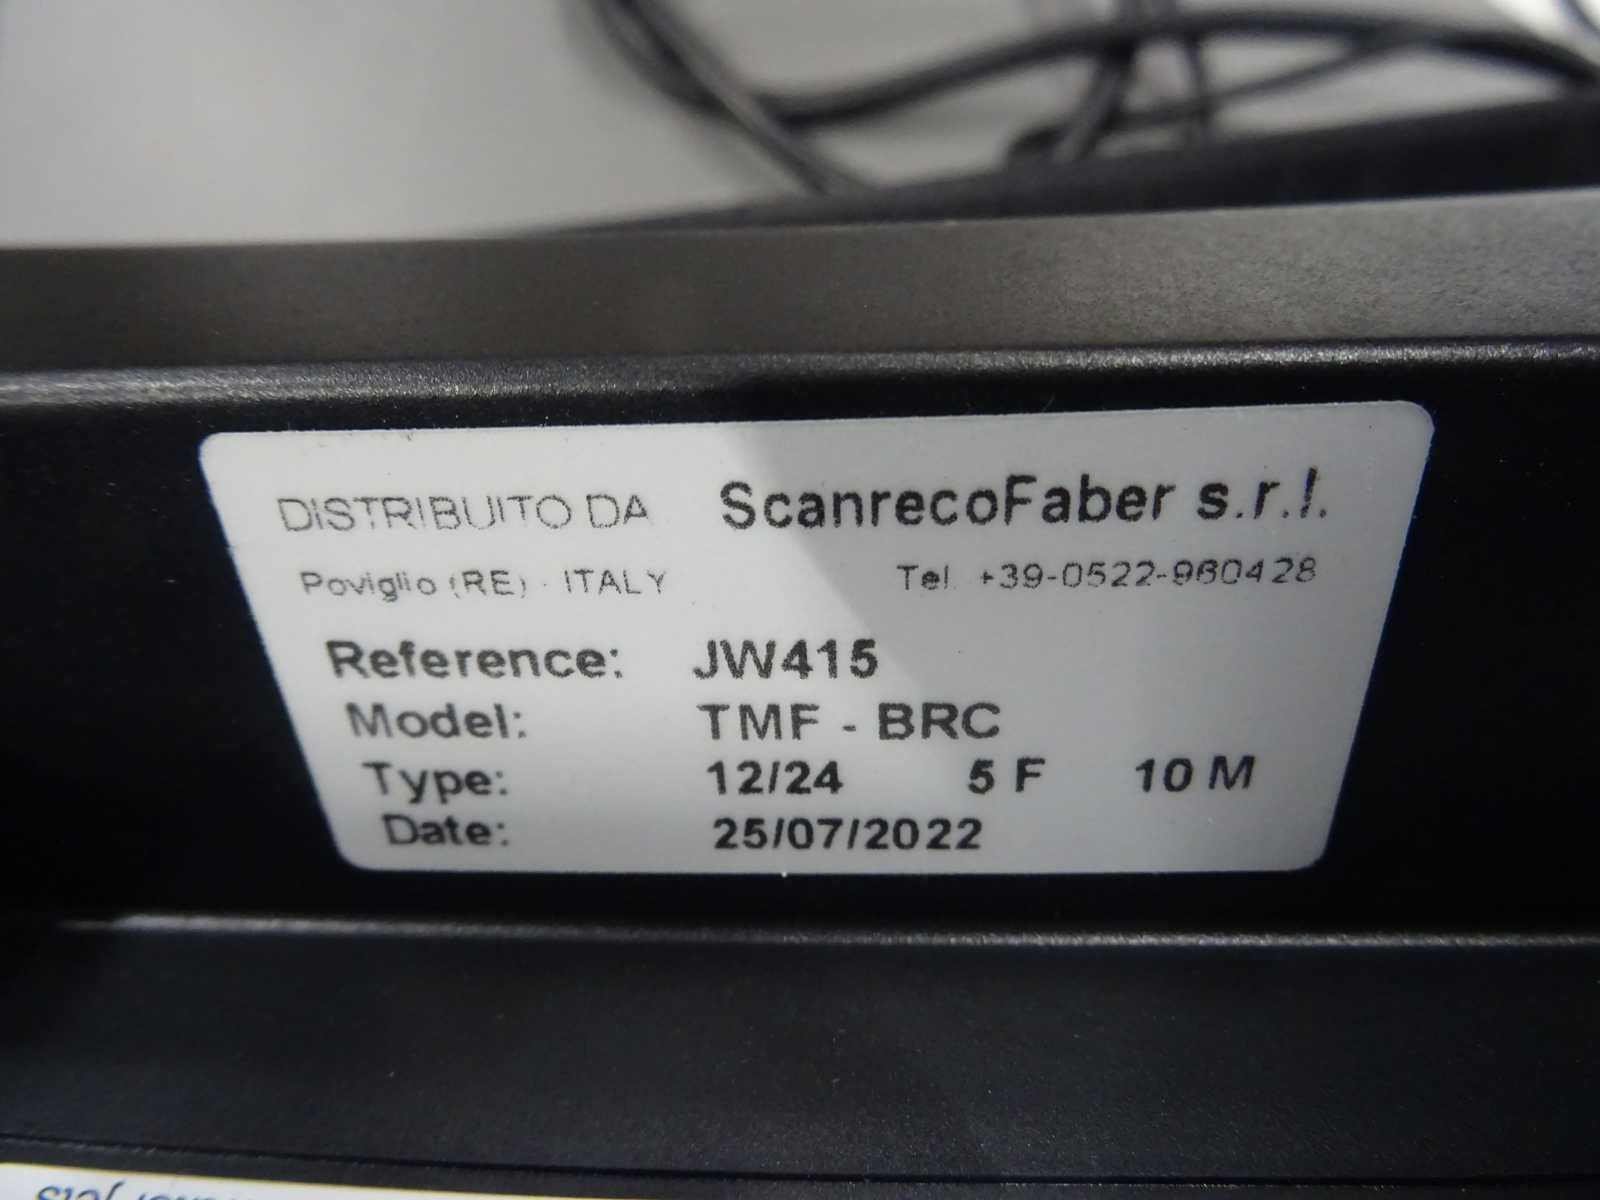 DISTRIBUITO DA ScanrecoFaber s.r.l.
Poviglio (RE) - ITALY Tel. +39-0522-960428
Reference: JW415
Model: TMF - BRC
Type: 12/24 5 F 10 M
Date: 25/07/2022